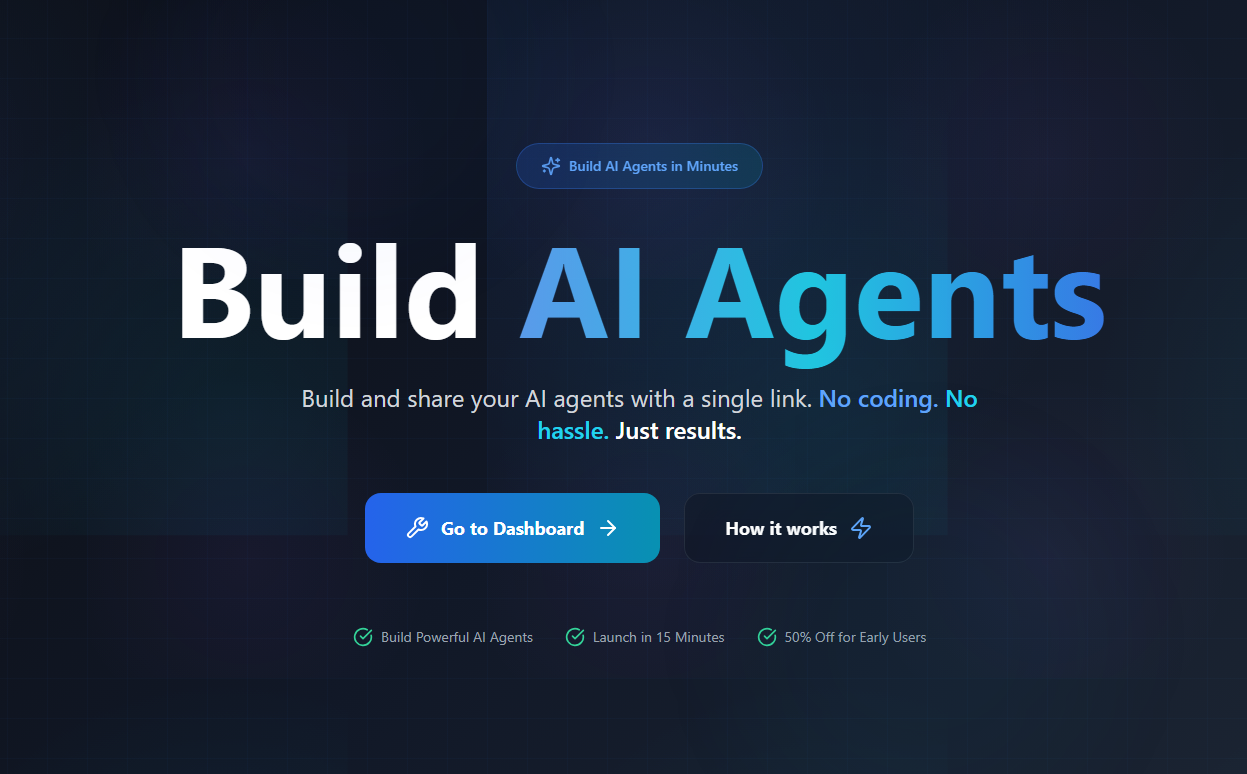 Build AI Agents in Minutes
Build AI Agents
Build and share your AI agents with a single link. No coding. No
hassle. Just results.
Go to Dashboard
How it works
Build Powerful AI Agents
Launch in 15 Minutes
50% Off for Early Users